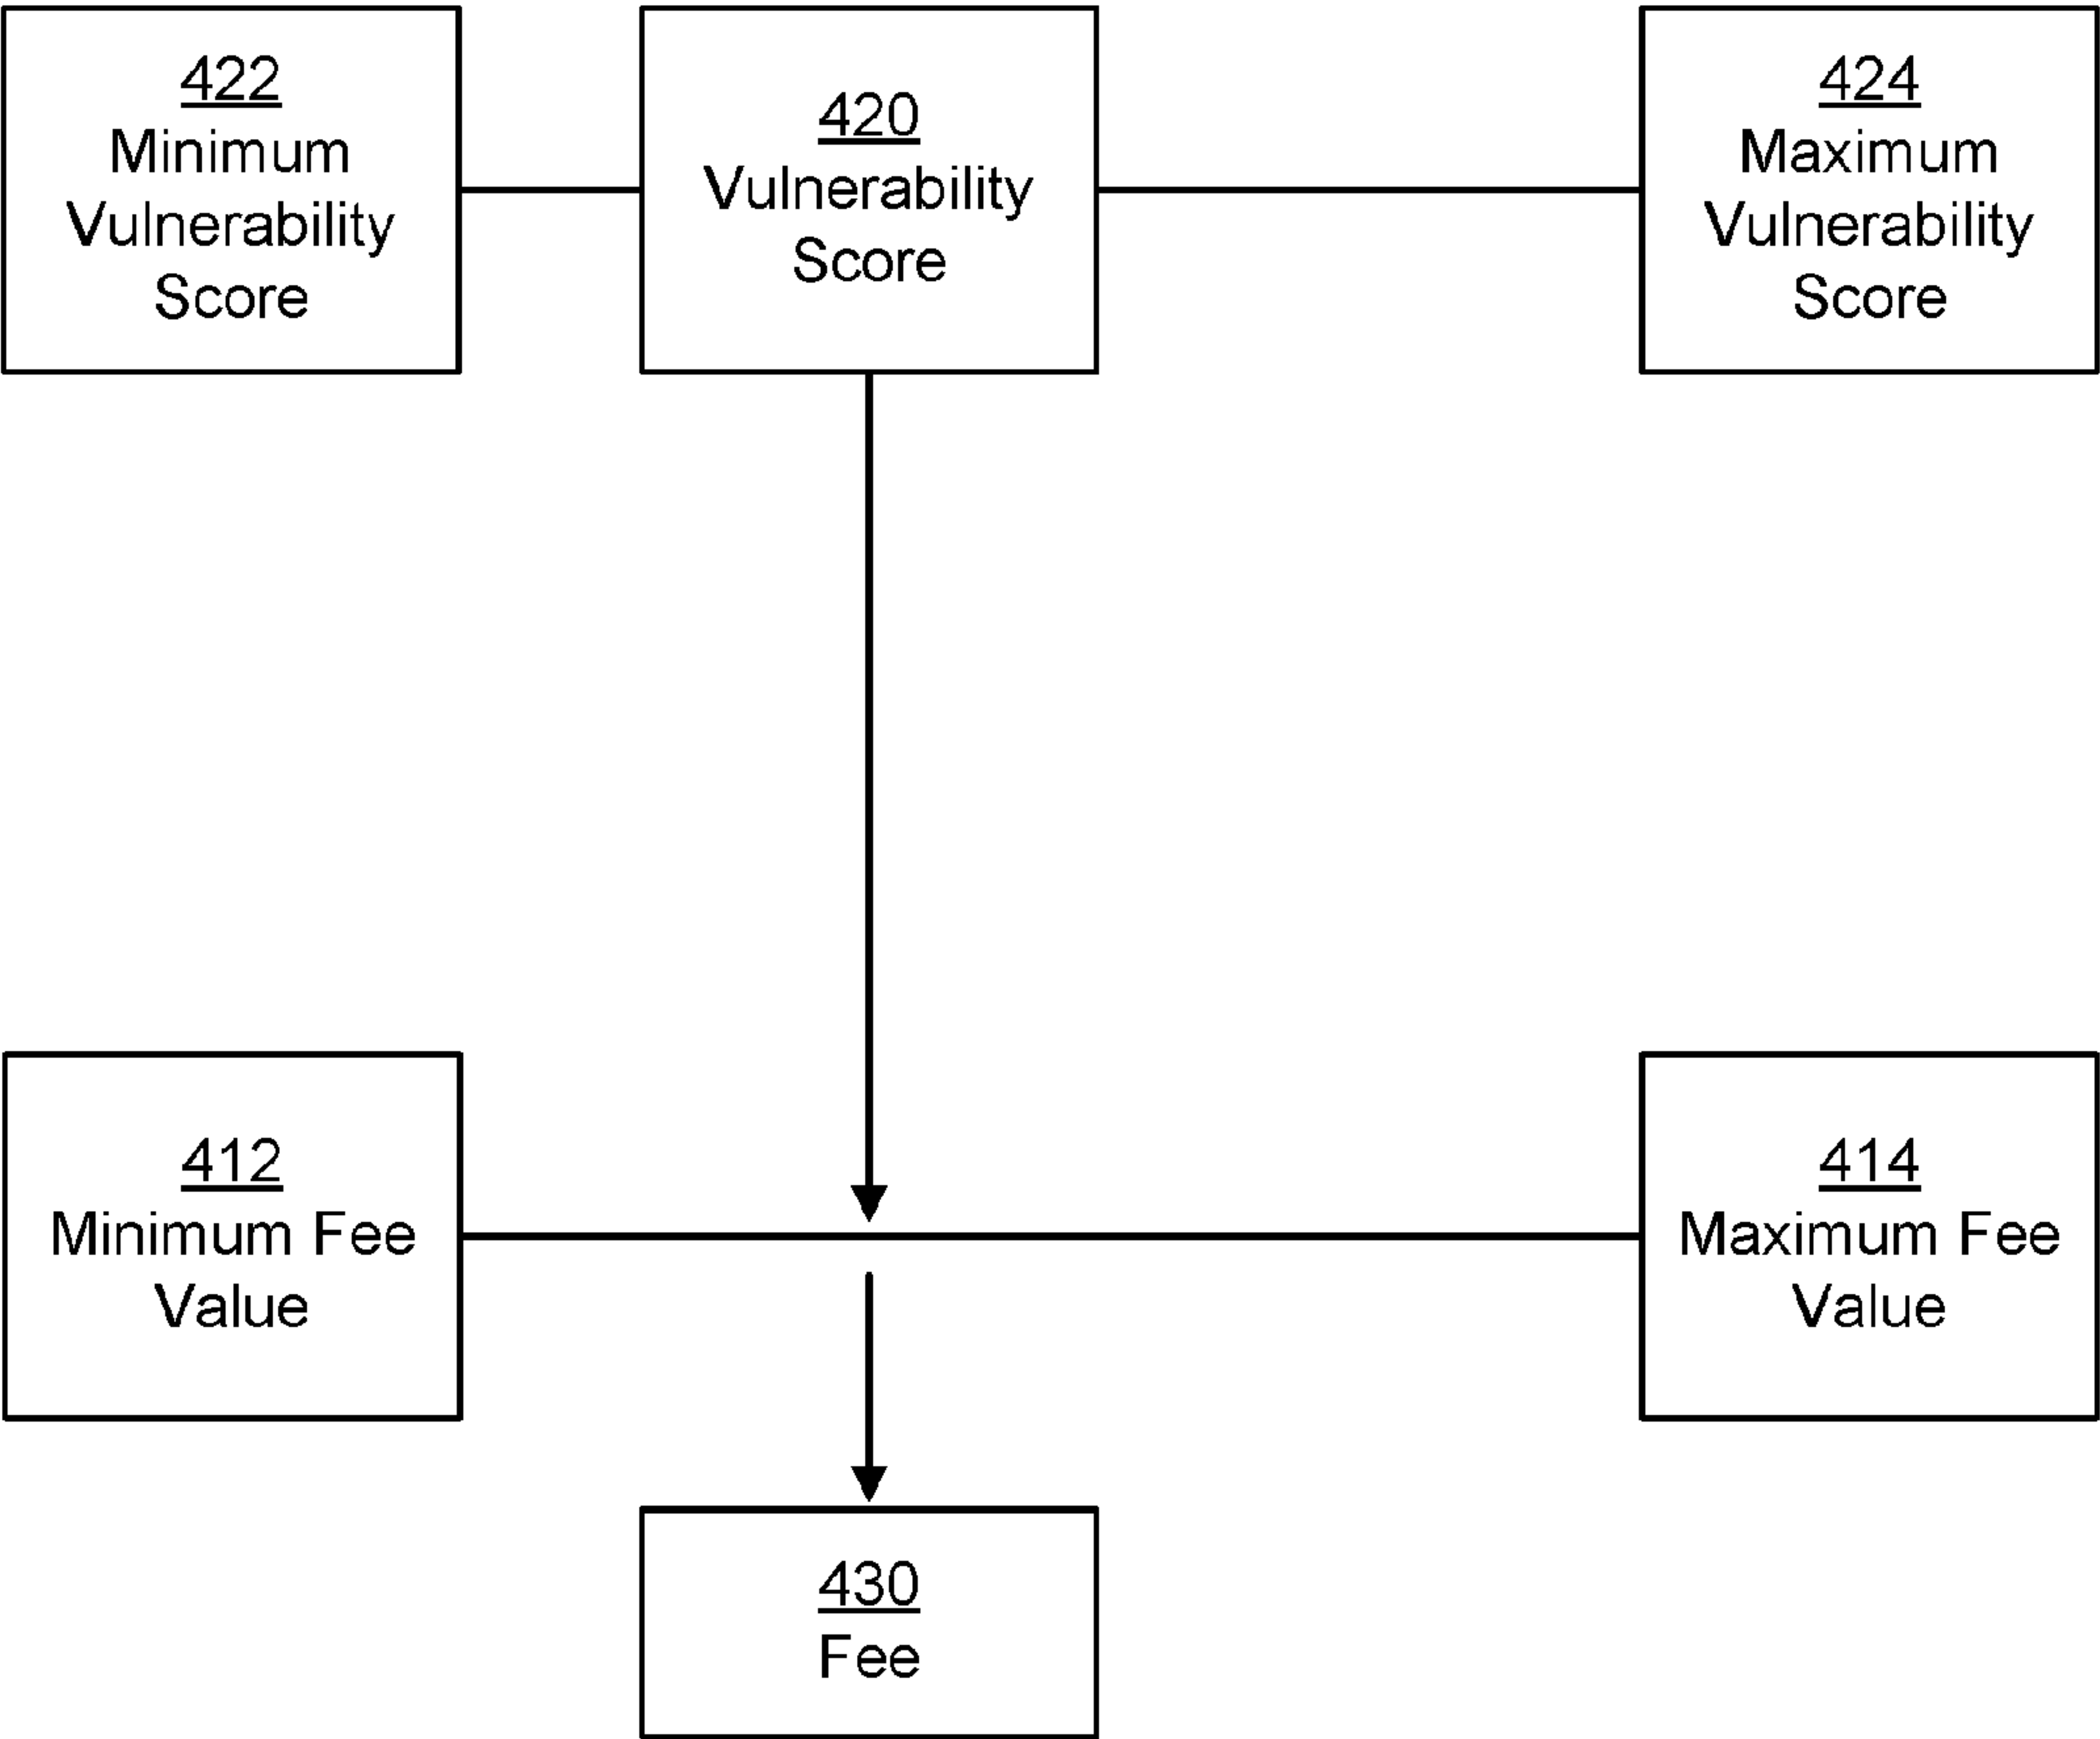 422
Minimum
Vulnerability
Score
420
Vulnerability
Score
424
Maximum
Vulnerability
Score
412
Minimum Fee
Value
414
Maximum Fee
Value
430
Fee